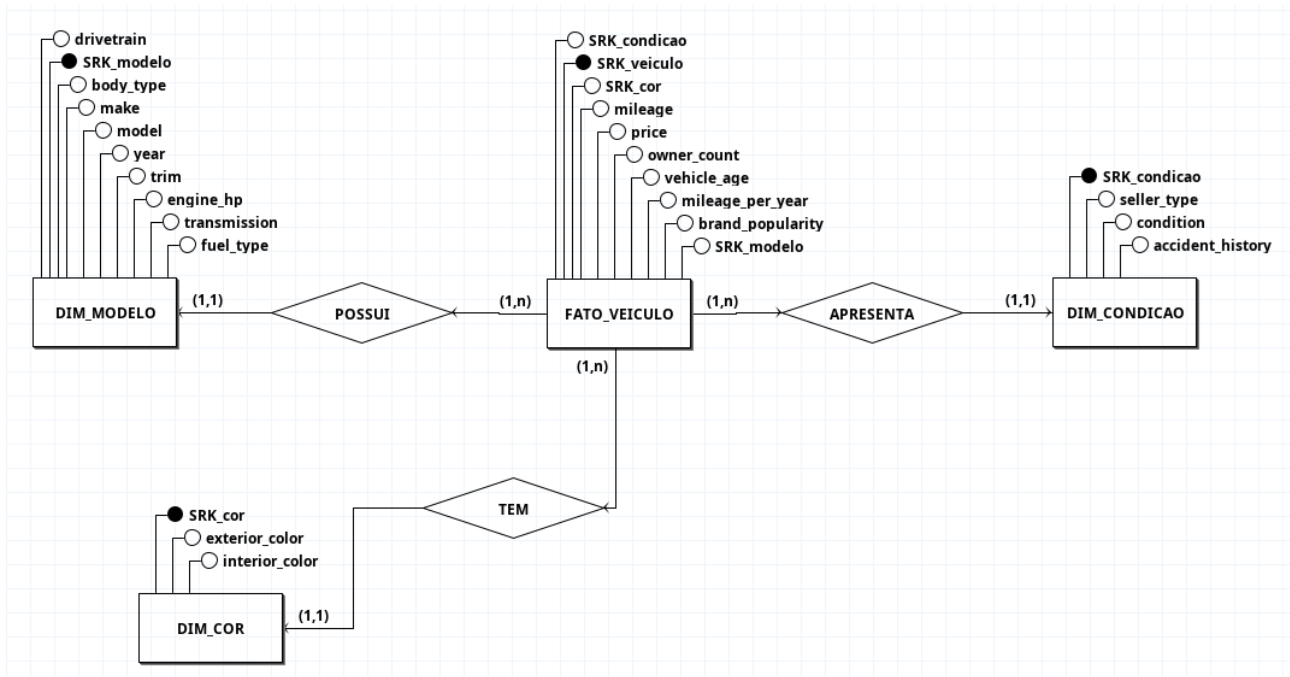 drivetrain
SRK_modelo
body_type
make
model
year
trim
engine_hp
transmission
fuel_type
DIM_MODELO
(1,1)
POSSUI
(1,n)
SRK_condicao
SRK_veiculo
SRK_cor
mileage
price
owner_count
vehicle_age
mileage_per_year
brand_popularity
SRK_modelo
FATO_VEICULO
(1,n)
APRESENTA
(1,1)
SRK_condicao
seller_type
condition
accident_history
DIM_CONDICAO
(1,n)
TEM
SRK_cor
exterior_color
interior_color
(1,1)
DIM_COR